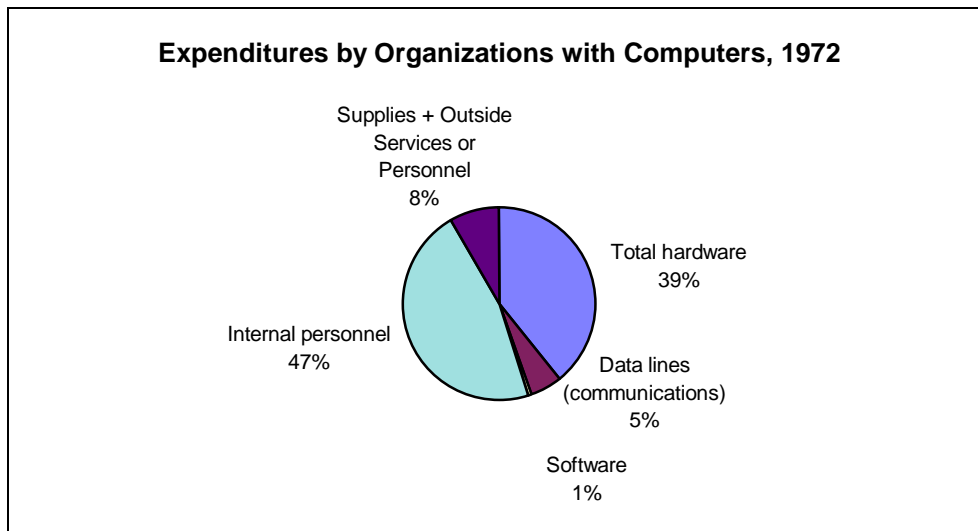 Expenditures by Organizations with Computers, 1972
Supplies + Outside
Services or
Personnel
8%
Total hardware
39%
Internal personnel
47%
Data lines
(communications)
5%
Software
1%